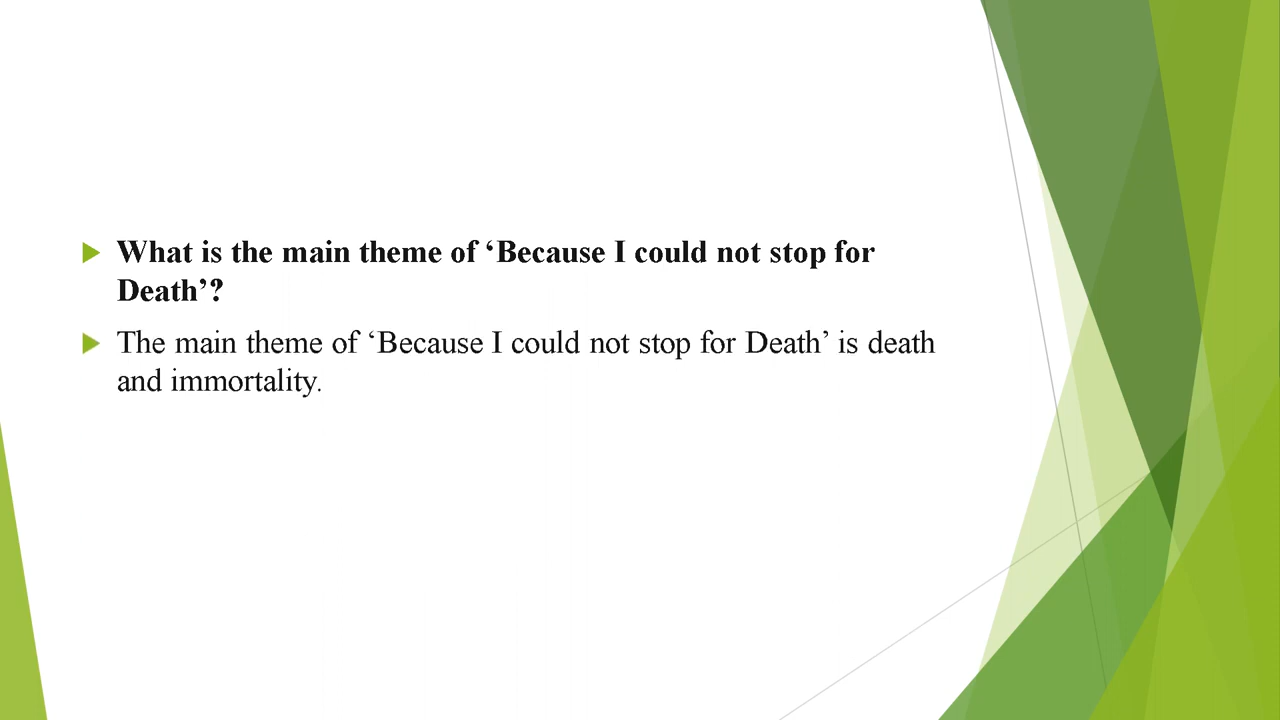 What is the main theme of ‘Because I could not stop for
Death’?
The main theme of ‘Because I could not stop for Death’ is death
and immortality.